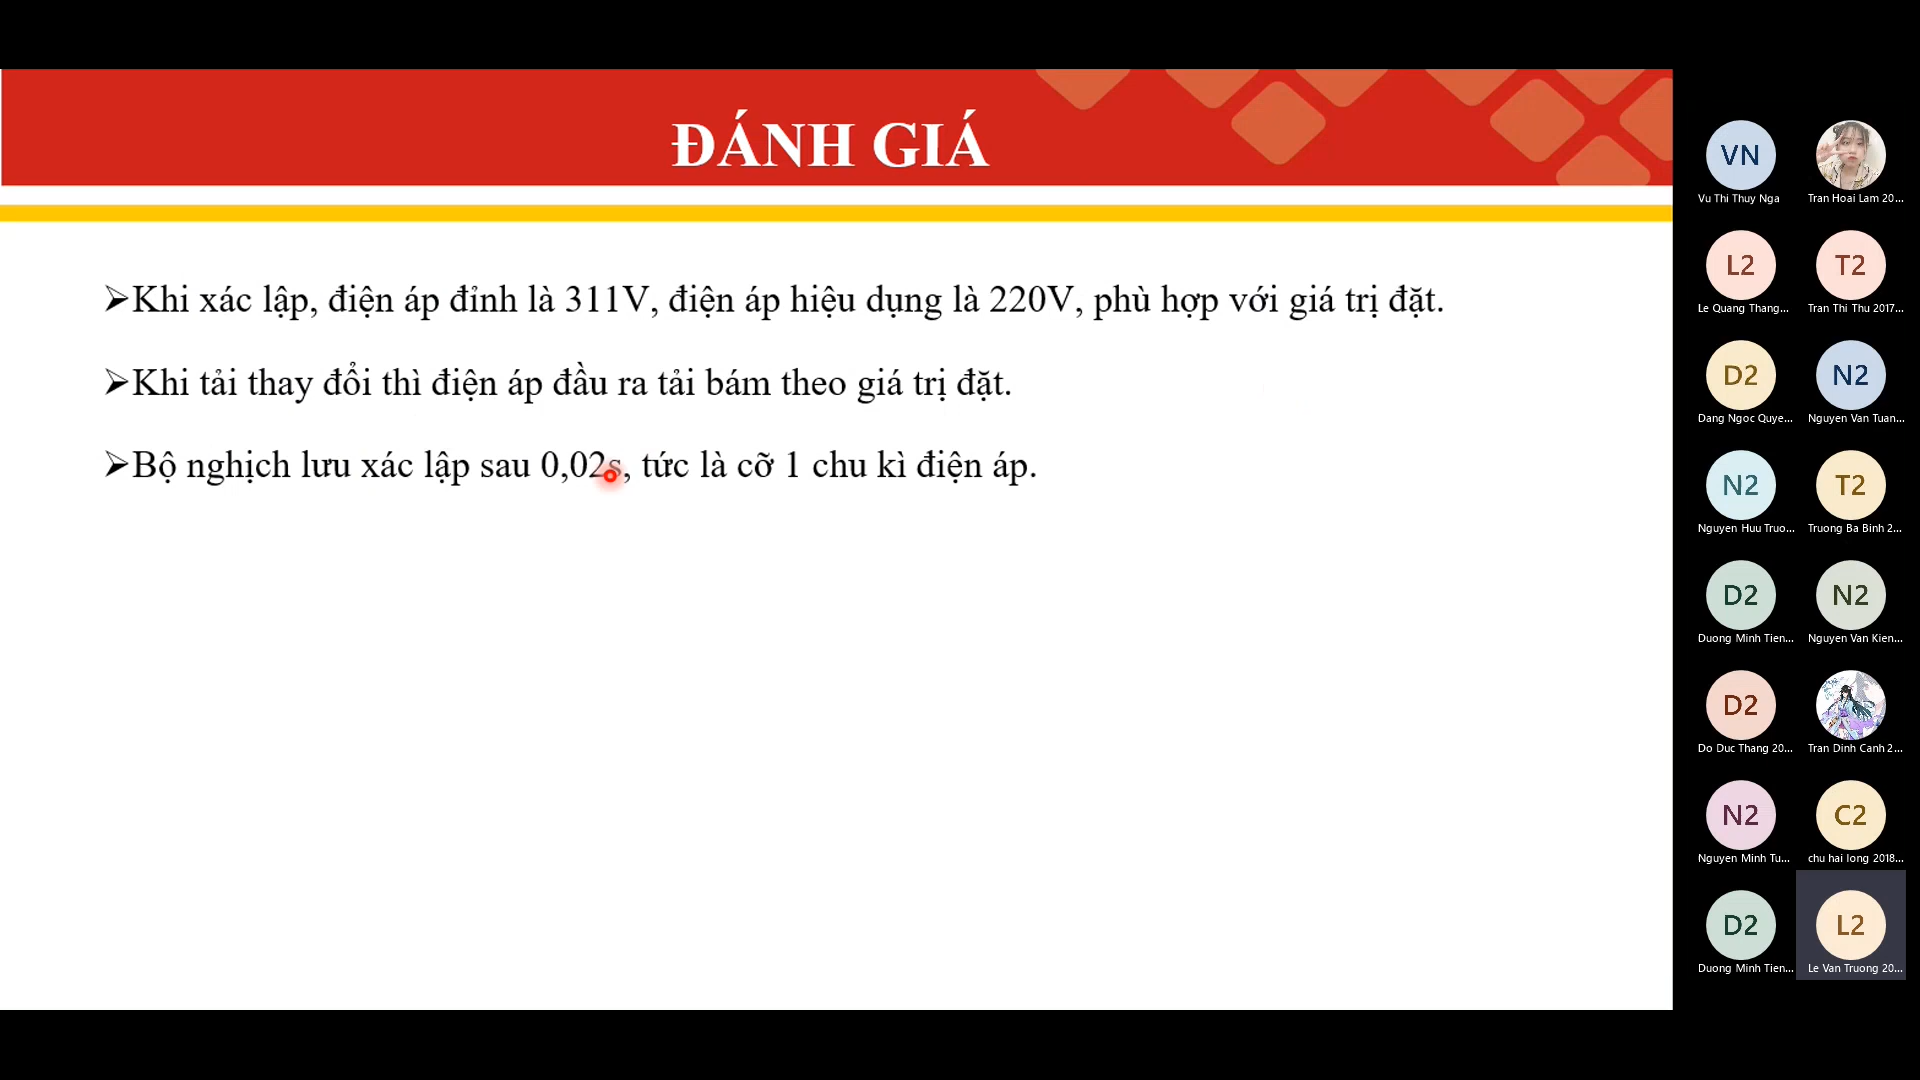 ĐÁNH GIÁ
➢Khi xác lập, điện áp đỉnh là 311V, điện áp hiệu dụng là 220V, phù hợp với giá trị đặt.
➢Khi tải thay đổi thì điện áp đầu ra tải bám theo giá trị đặt.
➢Bộ nghịch lưu xác lập sau 0,02s, tức là cỡ 1 chu kì điện áp.
VN
Vu Thi Thuy Nga
Tran Hoai Lam 20...
L2
T2
Le Quang Thang...
Tran Thi Thu 2017...
D2
N2
Dang Ngoc Quye...
Nguyen Van Tuan...
N2
T2
Nguyen Huu Truo...
Truong Ba Binh 2...
D2
N2
Duong Minh Tien...
Nguyen Van Kien...
D2
Do Duc Thang 20...
Tran Dinh Canh 2...
N2
C2
Nguyen Minh Tu...
chu hai long 2018...
D2
L2
Duong Minh Tien...
Le Van Truong 20...